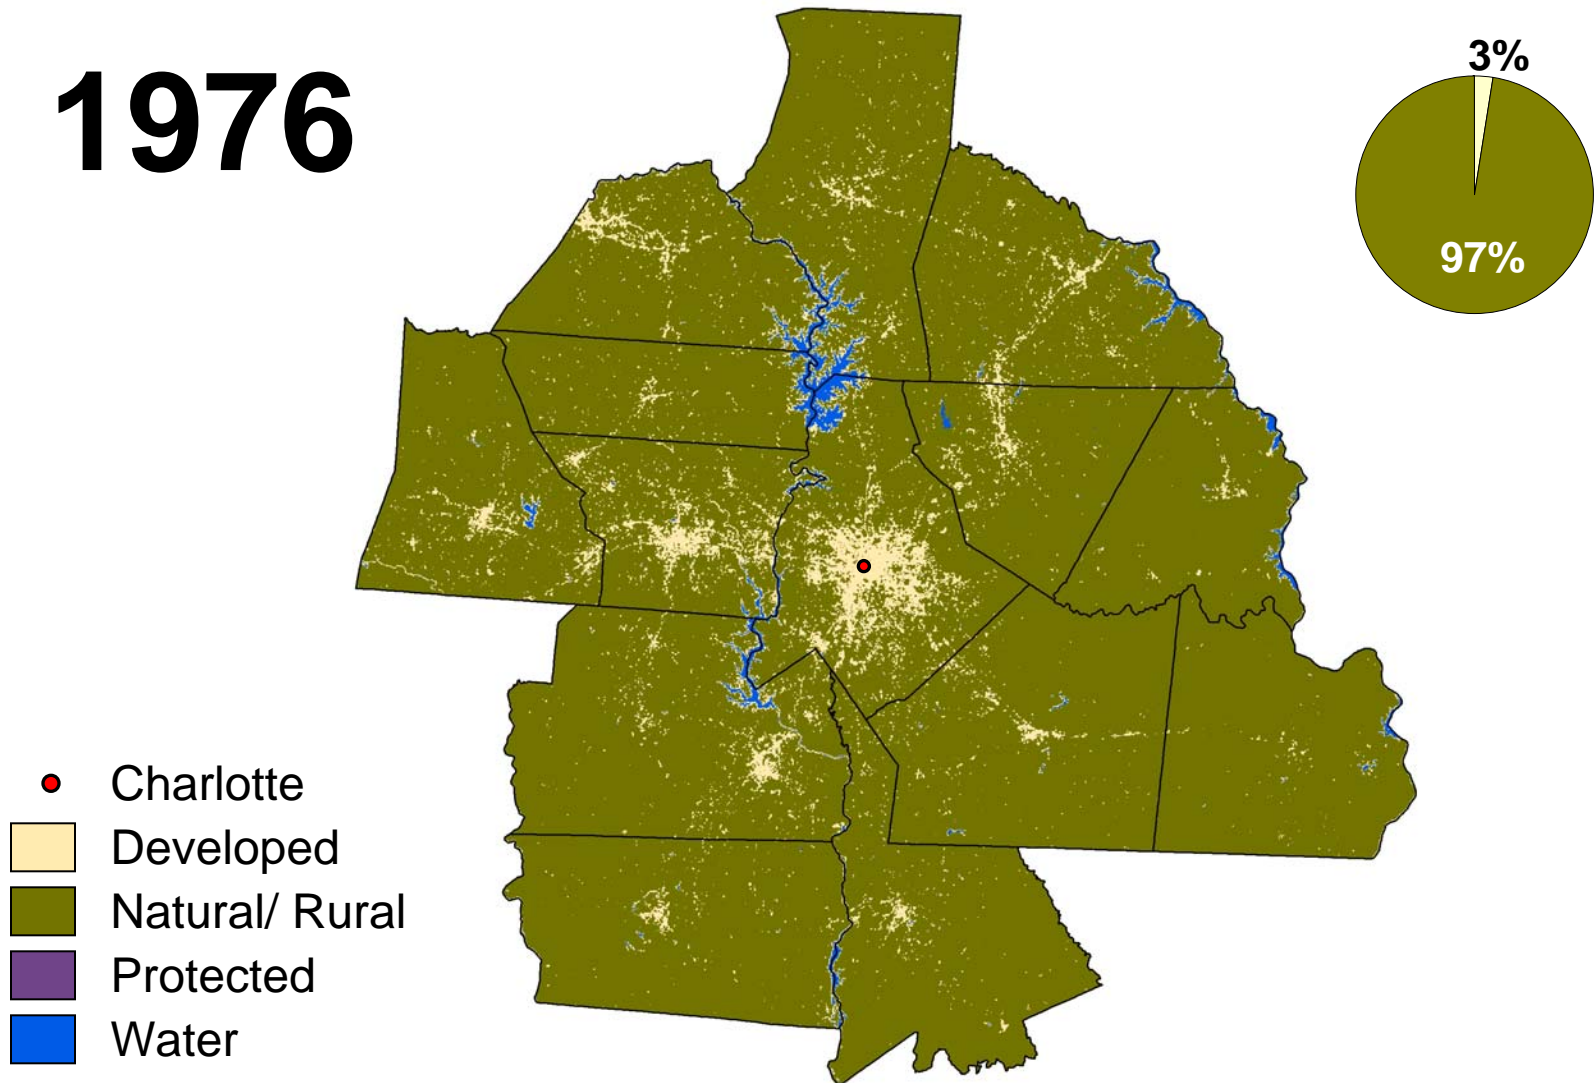 1976
3%
97%
Charlotte
Developed
Natural/ Rural
Protected
Water